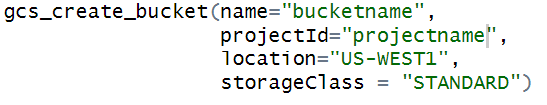 gcs_create_bucket(name="bucketname",
projectId="projectname",
location="US-WEST1",
storageClass = "STANDARD")